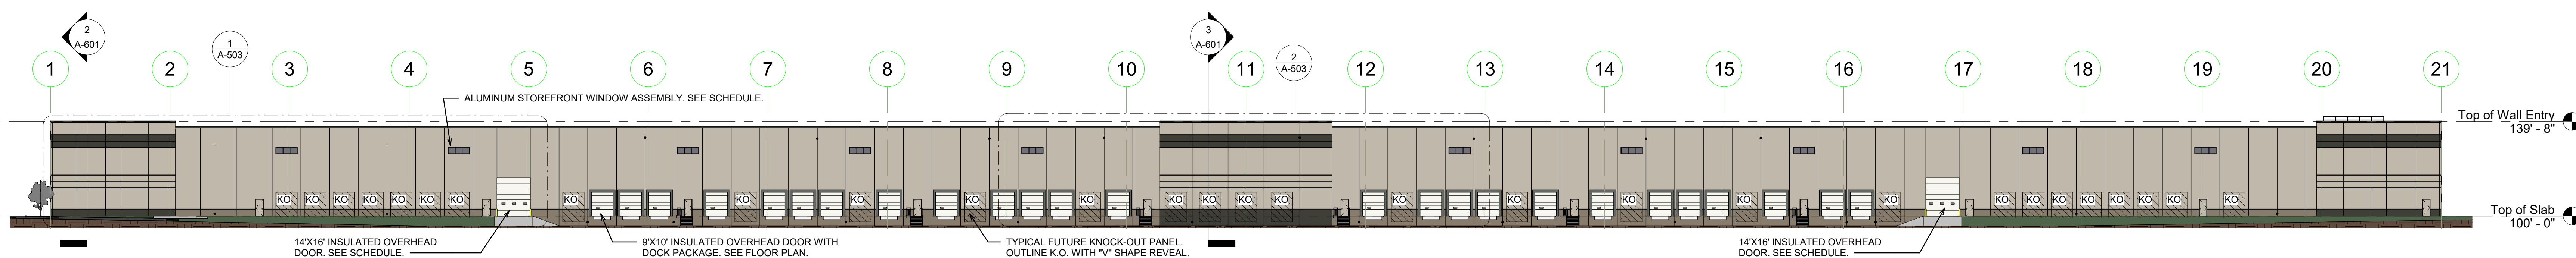 2
A-601
1
A-503
3
A-601
2
A-503
1 2 3 4 5 6 7 8 9 10 11 12 13 14 15 16 17 18 19 20 21
ALUMINUM STOREFRONT WINDOW ASSEMBLY. SEE SCHEDULE.
Top of Wall Entry
139' - 8"
KO KO KO KO KO KO KO KO KO KO KO KO KO KO KO KO KO KO KO KO KO KO KO KO KO KO KO KO KO
Top of Slab
100' - 0"
14'X16' INSULATED OVERHEAD
DOOR. SEE SCHEDULE.
9'X10' INSULATED OVERHEAD DOOR WITH
DOCK PACKAGE. SEE FLOOR PLAN.
TYPICAL FUTURE KNOCK-OUT PANEL.
OUTLINE K.O. WITH "V" SHAPE REVEAL.
14'X16' INSULATED OVERHEAD
DOOR. SEE SCHEDULE.